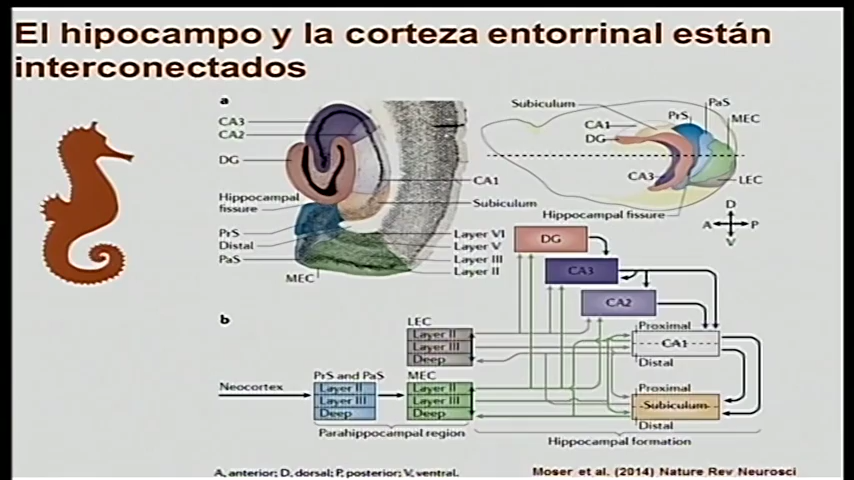 El hipocampo y la corteza entorrinal están
interconectados
a
CA3
CA2
DG
Hippocampal
fissure
PrS
Distal
PaS
MEC
CA1
Subiculum
Layer VI
Layer V
Layer III
Layer II
Subiculum
PaS
PrS
MEC
CA1
DG
CA3
LEC
Hippocampal fissure
D
A
P
V
b
DG
CA3
CA2
LEC
Layer II
Layer III
Deep
Proximal
CA1
Distal
Neocortex
PrS and PaS
Layer II
Layer III
Deep
MEC
Layer II
Layer III
Deep
Proximal
Subiculum
Distal
Parahippocampal region
Hippocampal formation
A, anterior; D, dorsal; P, posterior; V, ventral.
Moser et al. (2014) Nature Rev Neurosci